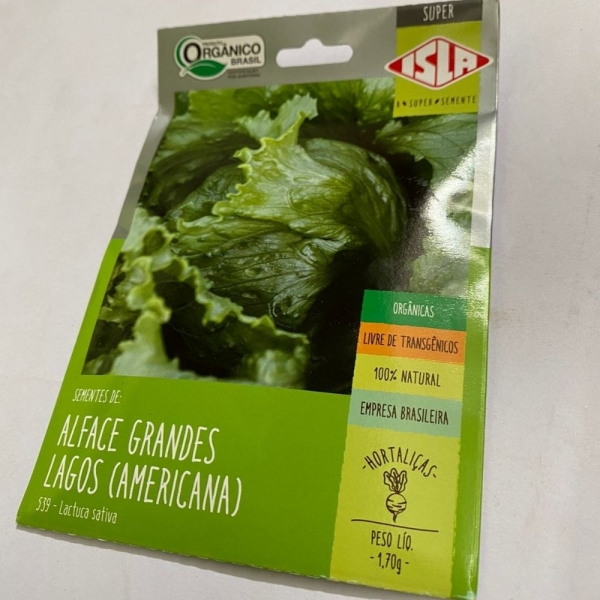 SUPER
ORGÂNICO
BRASIL
ISLA
A SUPER SEMENTE
ORGÂNICAS
LIVRE DE TRANSGÊNICOS
100% NATURAL
EMPRESA BRASILEIRA
-HORTALIÇAS-
PESO LÍQ.
-1,70g-
SEMENTES DE:
ALFACE GRANDES
LAGOS (AMERICANA)
539 - Lactuca sativa